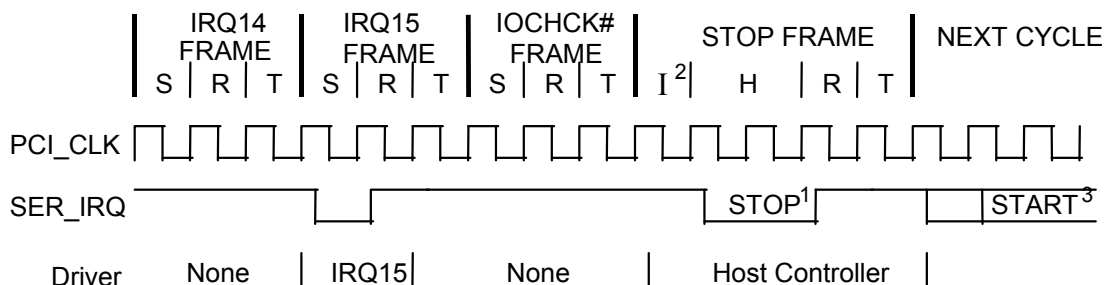 IRQ14 FRAME IRQ15 FRAME IOCHCK# FRAME STOP FRAME NEXT CYCLE
S R T S R T S R T I² H R T
PCI_CLK
SER_IRQ STOP¹ START³
Driver None IRQ15 None Host Controller